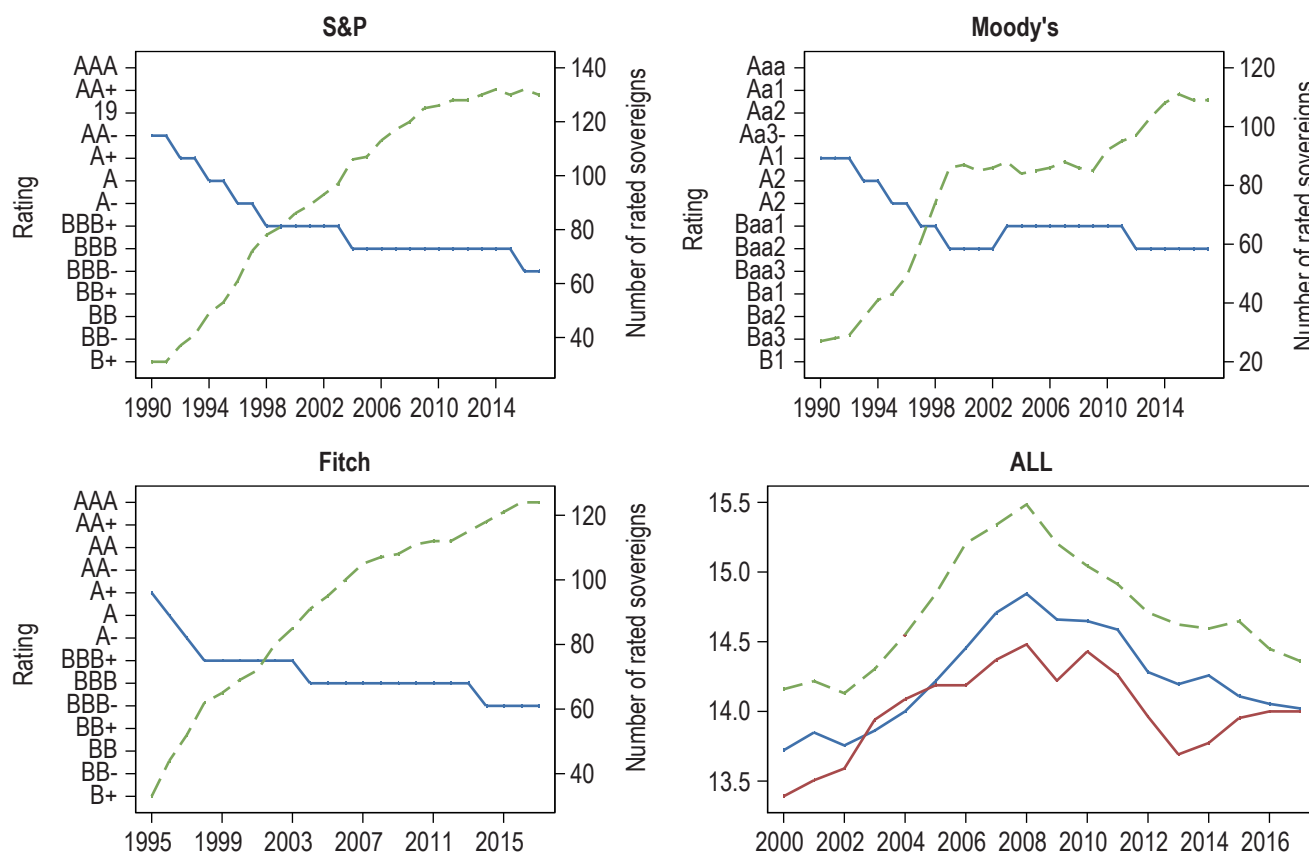 S&P
Rating
AAA
AA+
19
AA-
A+
A
A-
BBB+
BBB
BBB-
BB+
BB
BB-
B+
140
120
100
80
60
40
Number of rated sovereigns
1990 1994 1998 2002 2006 2010 2014
Moody's
Rating
Aaa
Aa1
Aa2
Aa3-
A1
A2
A2
Baa1
Baa2
Baa3
Ba1
Ba2
Ba3
B1
120
100
80
60
40
20
Number of rated sovereigns
1990 1994 1998 2002 2006 2010 2014
Fitch
Rating
AAA
AA+
AA
AA-
A+
A
A-
BBB+
BBB
BBB-
BB+
BB
BB-
B+
120
100
80
60
40
Number of rated sovereigns
1995 1999 2003 2007 2011 2015
ALL
15.5
15.0
14.5
14.0
13.5
2000 2002 2004 2006 2008 2010 2012 2014 2016